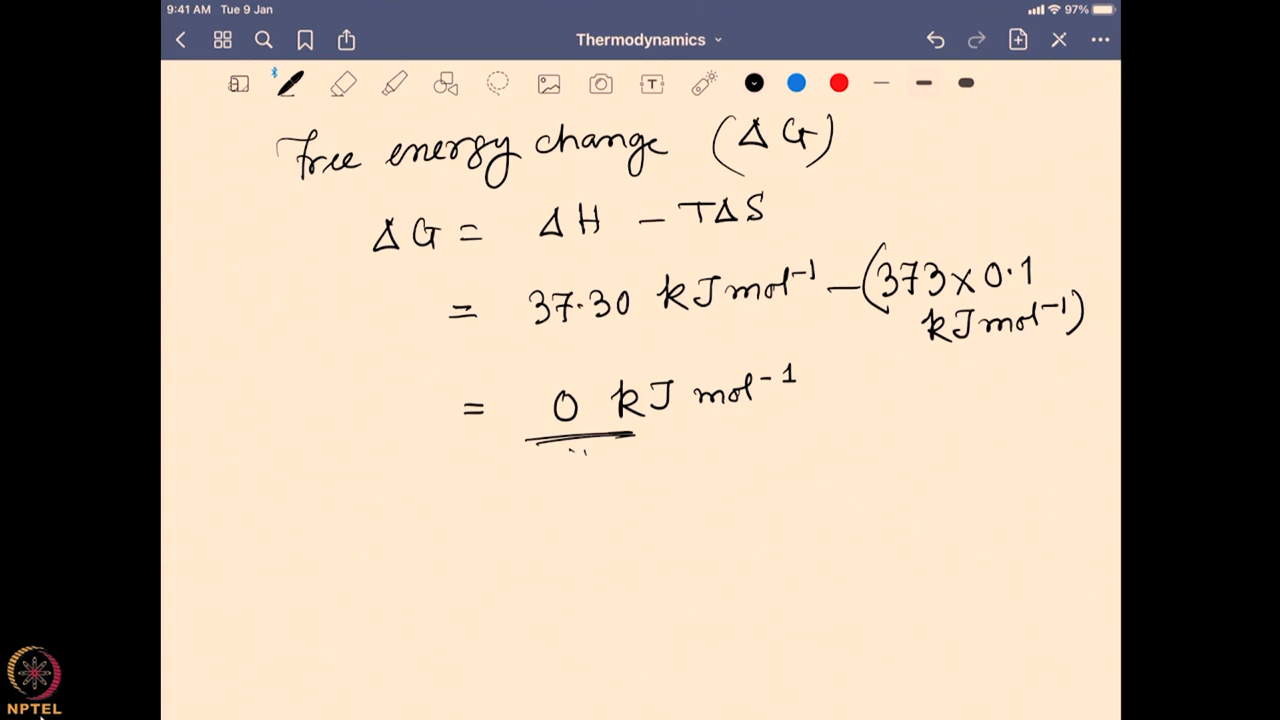 9:41 AM Tue 9 Jan
97%
Thermodynamics
T
Free energy change (ΔG)
ΔG = ΔH - TΔS
= 37.30 kJ mol⁻¹ - (373 x 0.1
kJ mol⁻¹)
= 0 kJ mol⁻¹
NPTEL